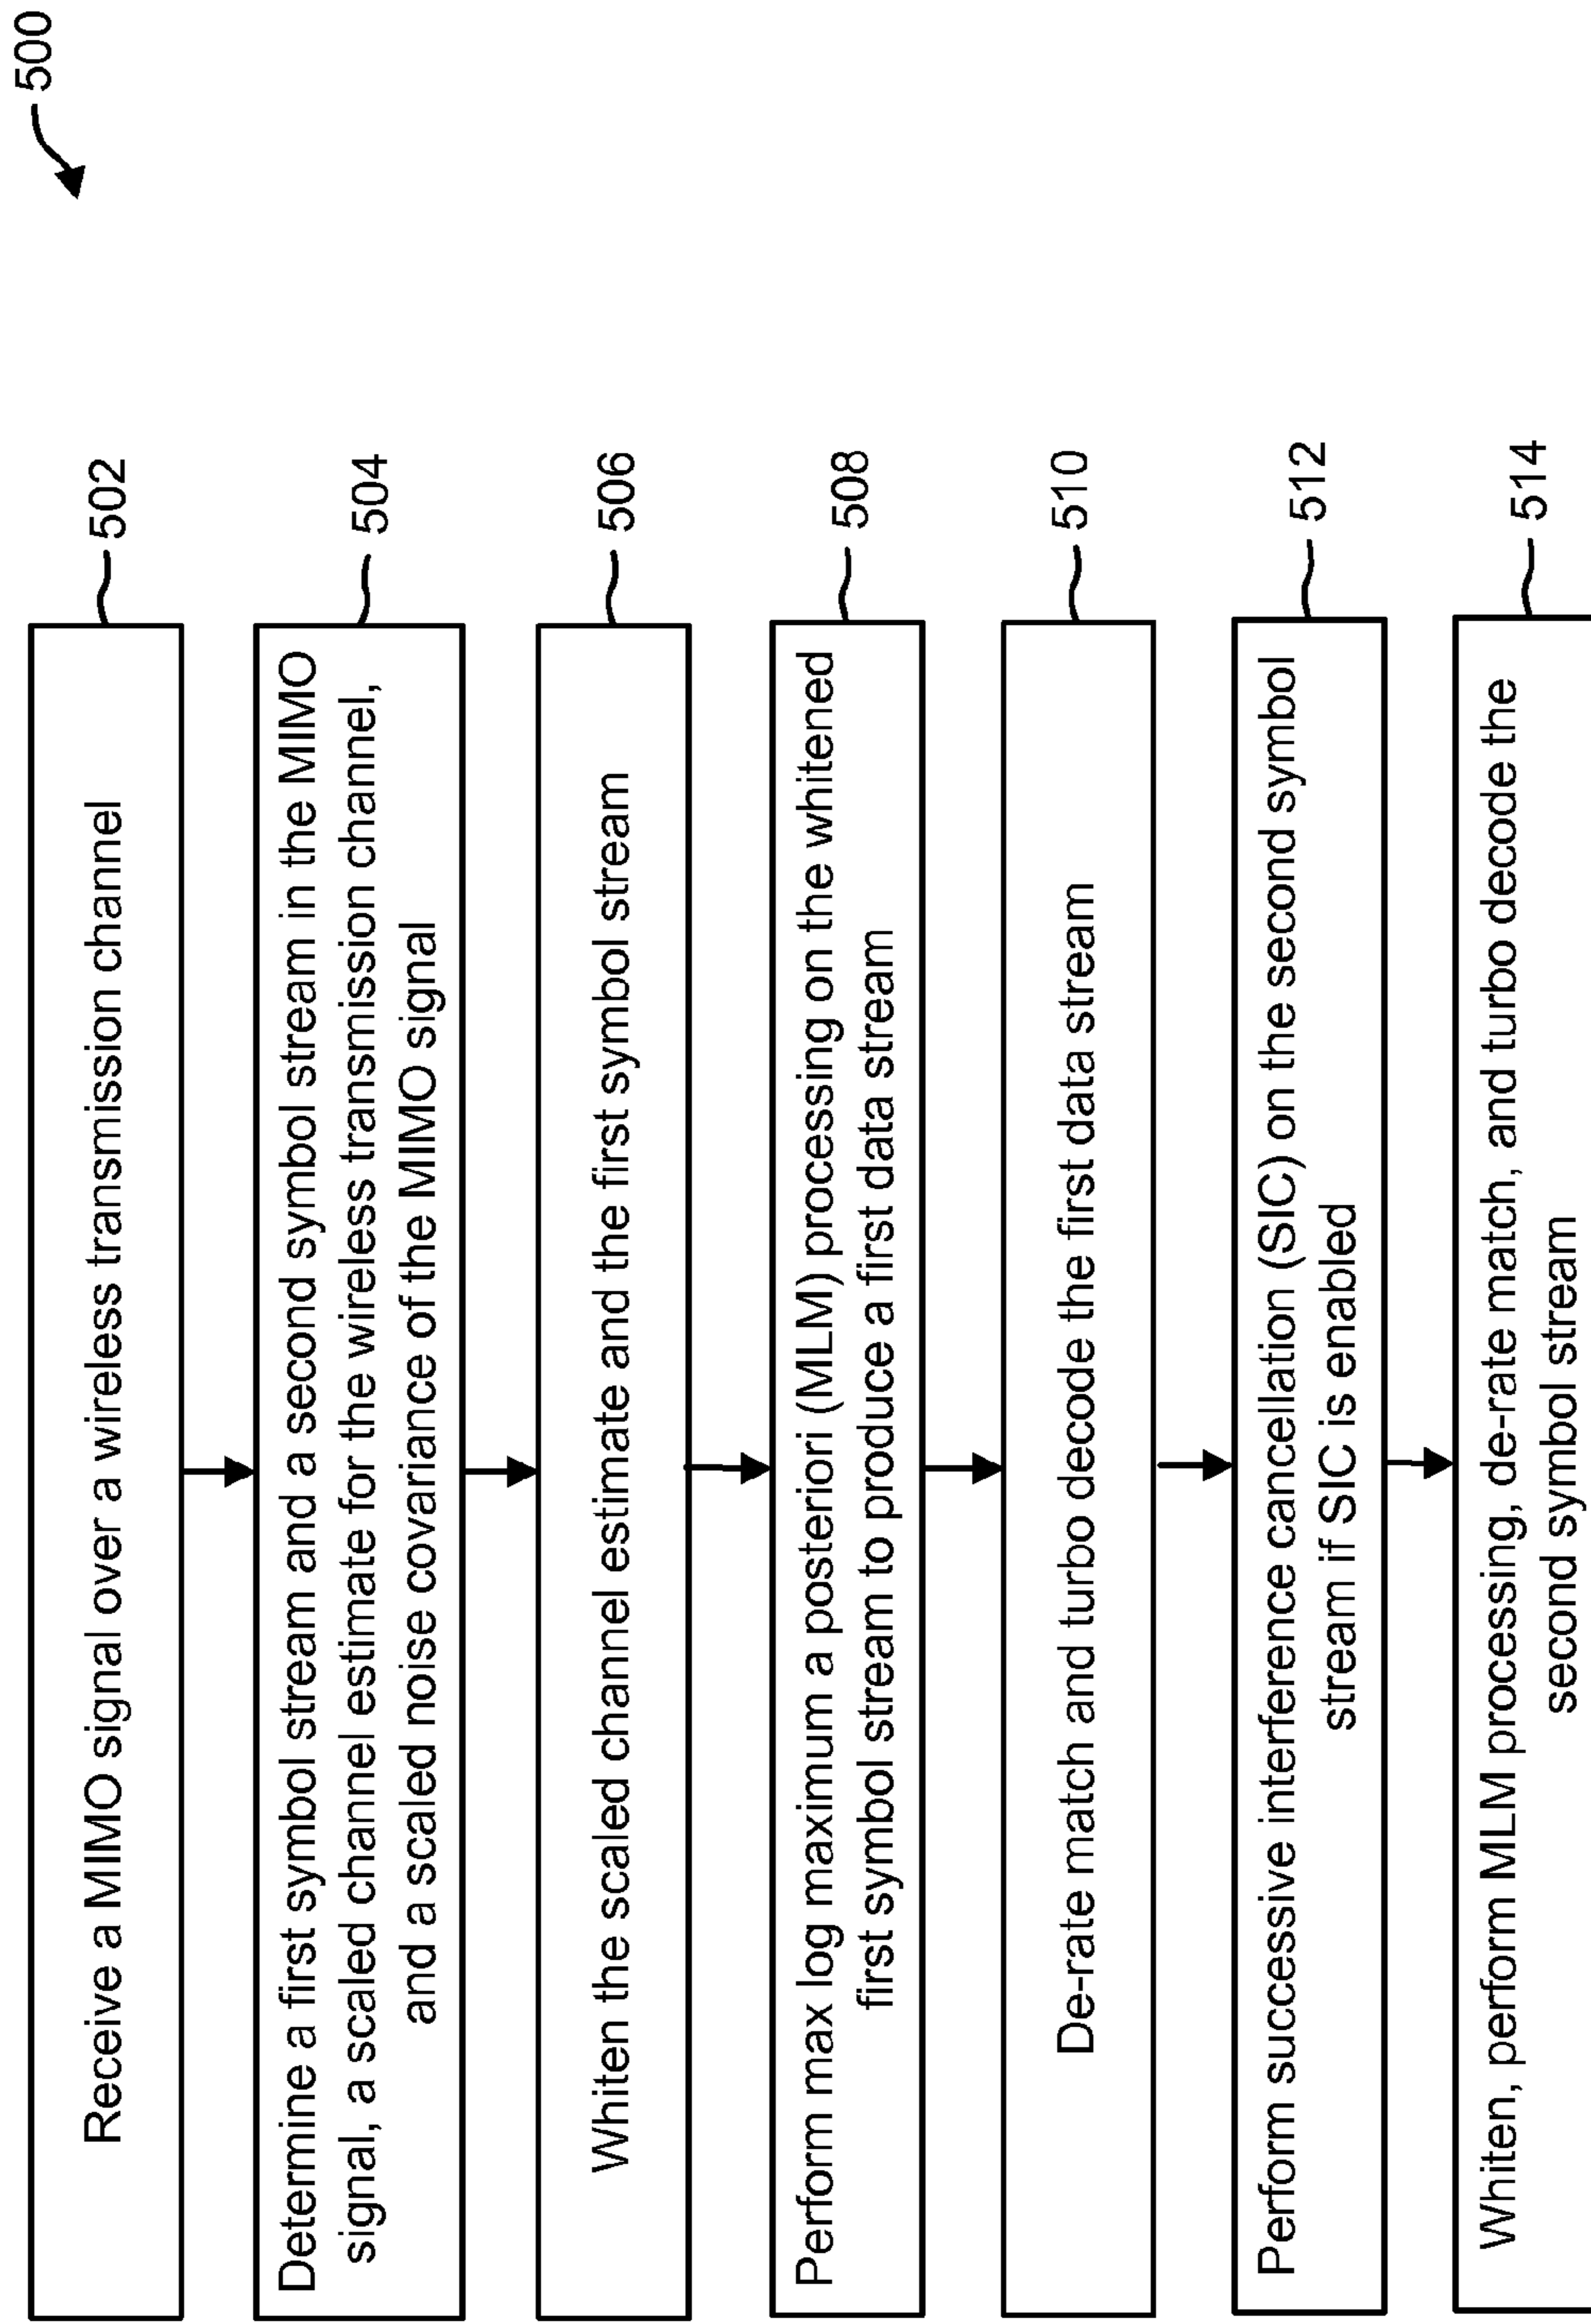 500
Receive a MIMO signal over a wireless transmission channel
502
Determine a first symbol stream and a second symbol stream in the MIMO
signal, a scaled channel estimate for the wireless transmission channel,
and a scaled noise covariance of the MIMO signal
504
Whiten the scaled channel estimate and the first symbol stream
506
Perform max log maximum a posteriori (MLM) processing on the whitened
first symbol stream to produce a first data stream
508
De-rate match and turbo decode the first data stream
510
Perform successive interference cancellation (SIC) on the second symbol
stream if SIC is enabled
512
Whiten, perform MLM processing, de-rate match, and turbo decode the
second symbol stream
514